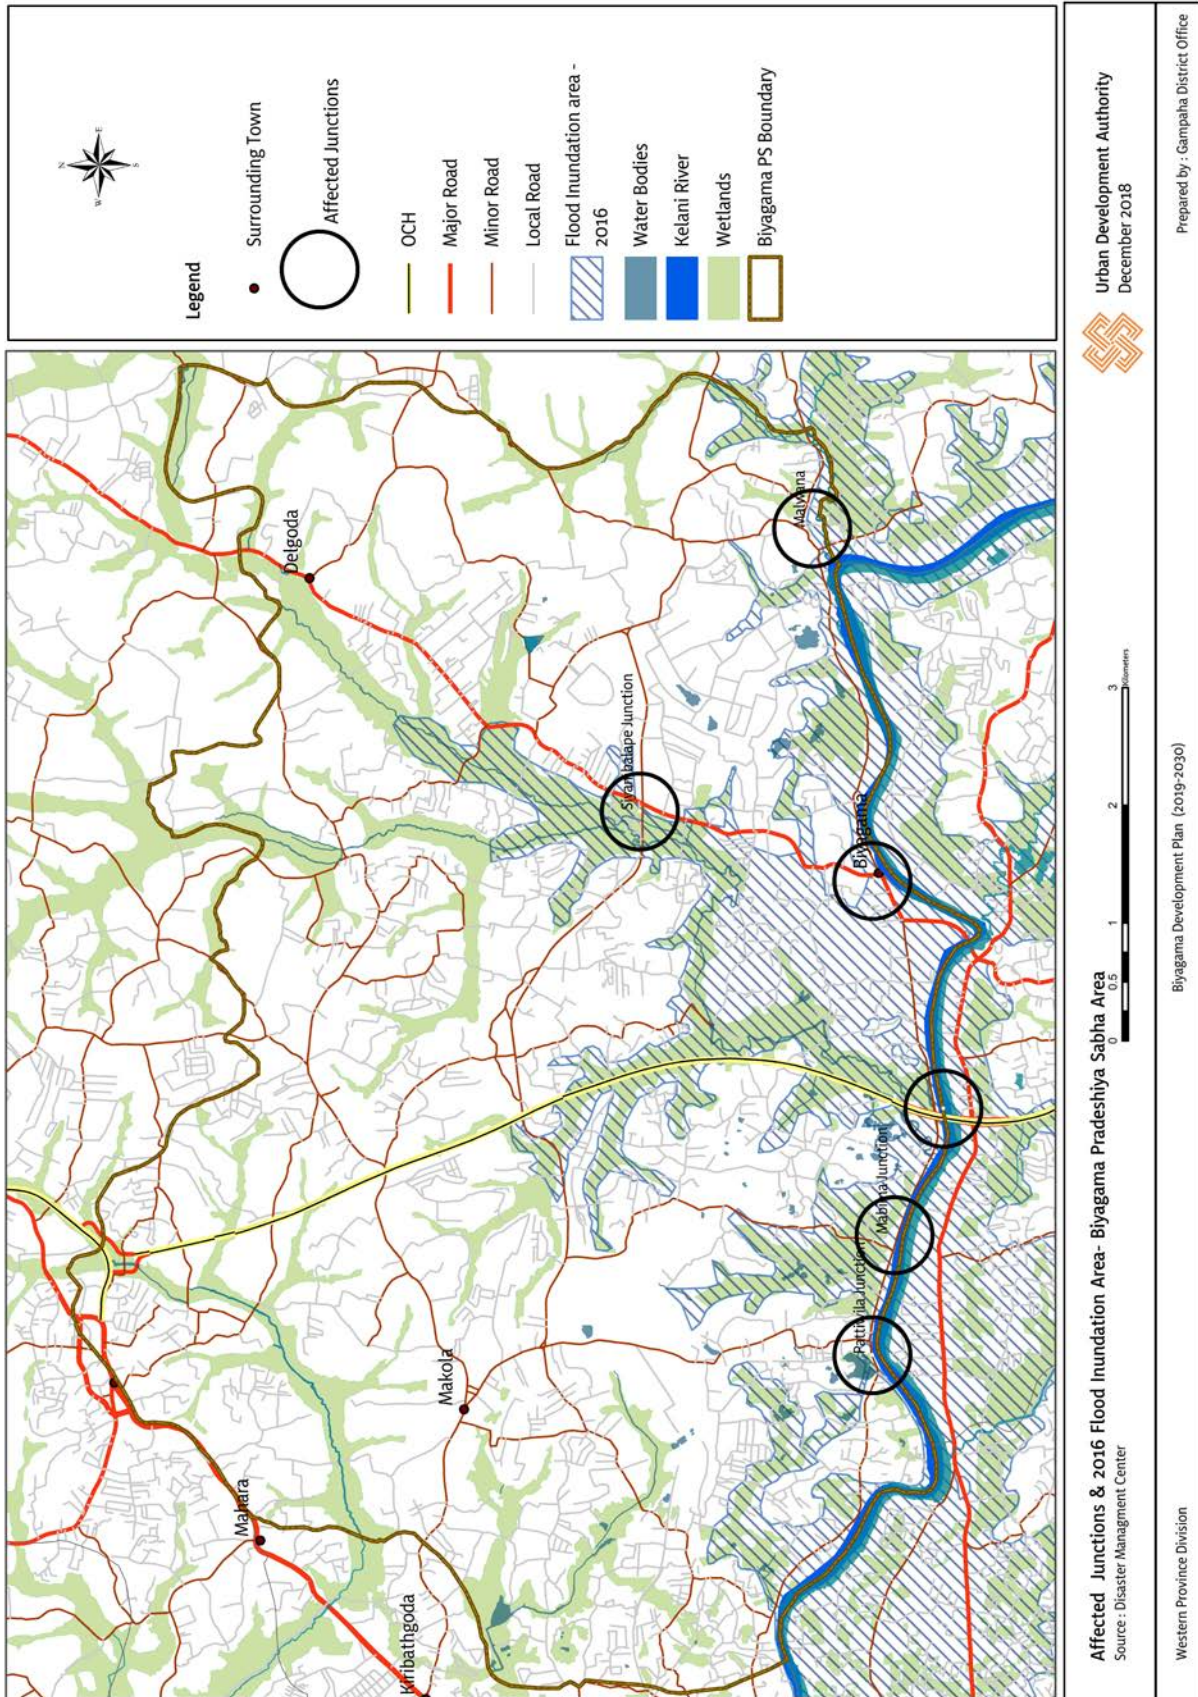 N
E
S
W
Legend
Surrounding Town
Affected Junctions
OCH
Major Road
Minor Road
Local Road
Flood Inundation area -
2016
Water Bodies
Kelani River
Wetlands
Biyagama PS Boundary
Delgoda
Malwana
Siyambalape Junction
Biyagama
Mabima Junction
Pattiwila Junction
Makola
Mahara
Kiribathgoda
Affected Junctions & 2016 Flood Inundation Area- Biyagama Pradeshiya Sabha Area
Source : Disaster Managment Center
0 0.5 1 2 3
Kilometers
Urban Development Authority
December 2018
Western Province Division
Biyagama Development Plan (2019-2030)
Prepared by : Gampaha District Office